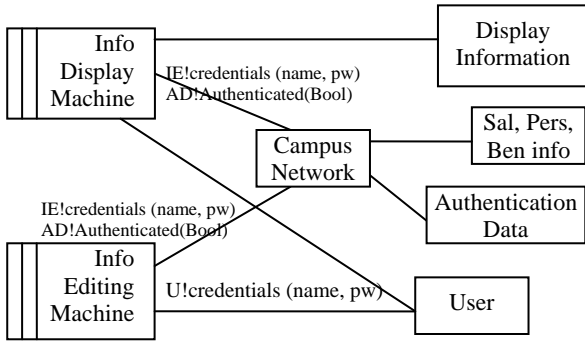 Info
Display
Machine
Display
Information
IE!credentials (name, pw)
AD!Authenticated(Bool)
Campus
Network
Sal, Pers,
Ben info
IE!credentials (name, pw)
AD!Authenticated(Bool)
Authentication
Data
Info
Editing
Machine
U!credentials (name, pw)
User